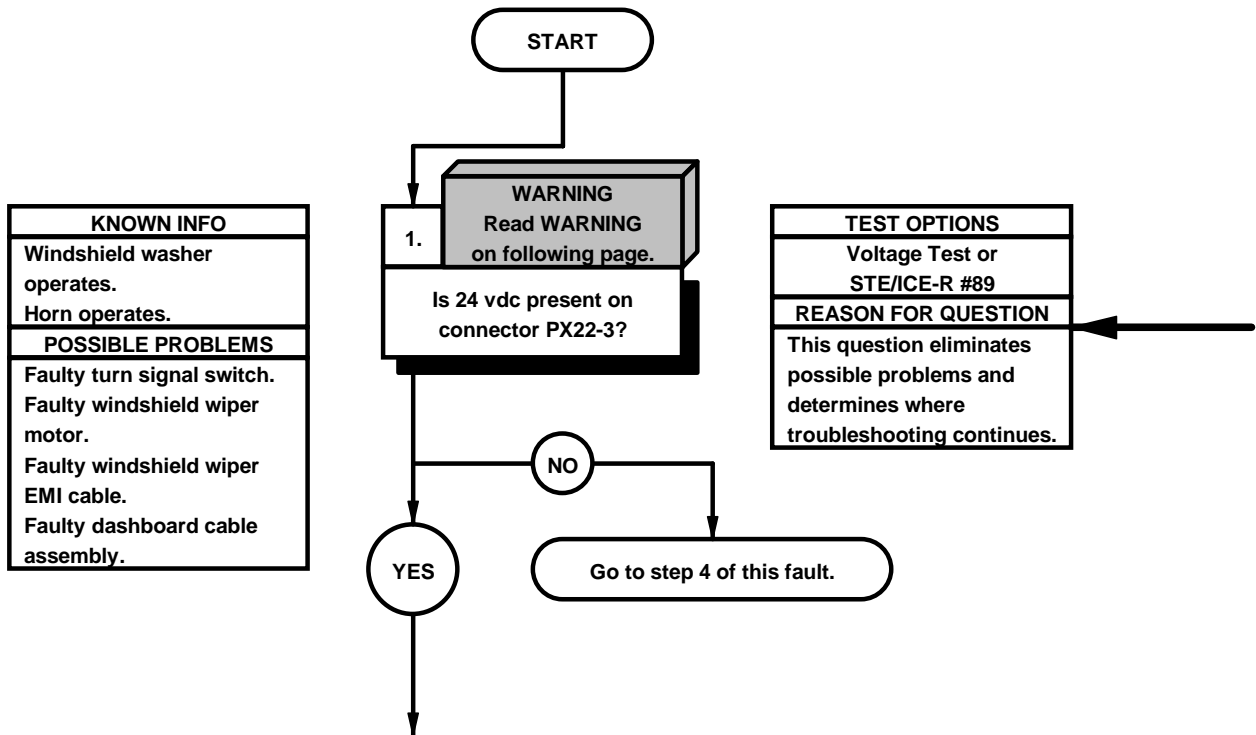 START
KNOWN INFO
Windshield washer
operates.
Horn operates.
POSSIBLE PROBLEMS
Faulty turn signal switch.
Faulty windshield wiper
motor.
Faulty windshield wiper
EMI cable.
Faulty dashboard cable
assembly.
1.
WARNING
Read WARNING
on following page.
Is 24 vdc present on
connector PX22-3?
TEST OPTIONS
Voltage Test or
STE/ICE-R #89
REASON FOR QUESTION
This question eliminates
possible problems and
determines where
troubleshooting continues.
NO
YES
Go to step 4 of this fault.